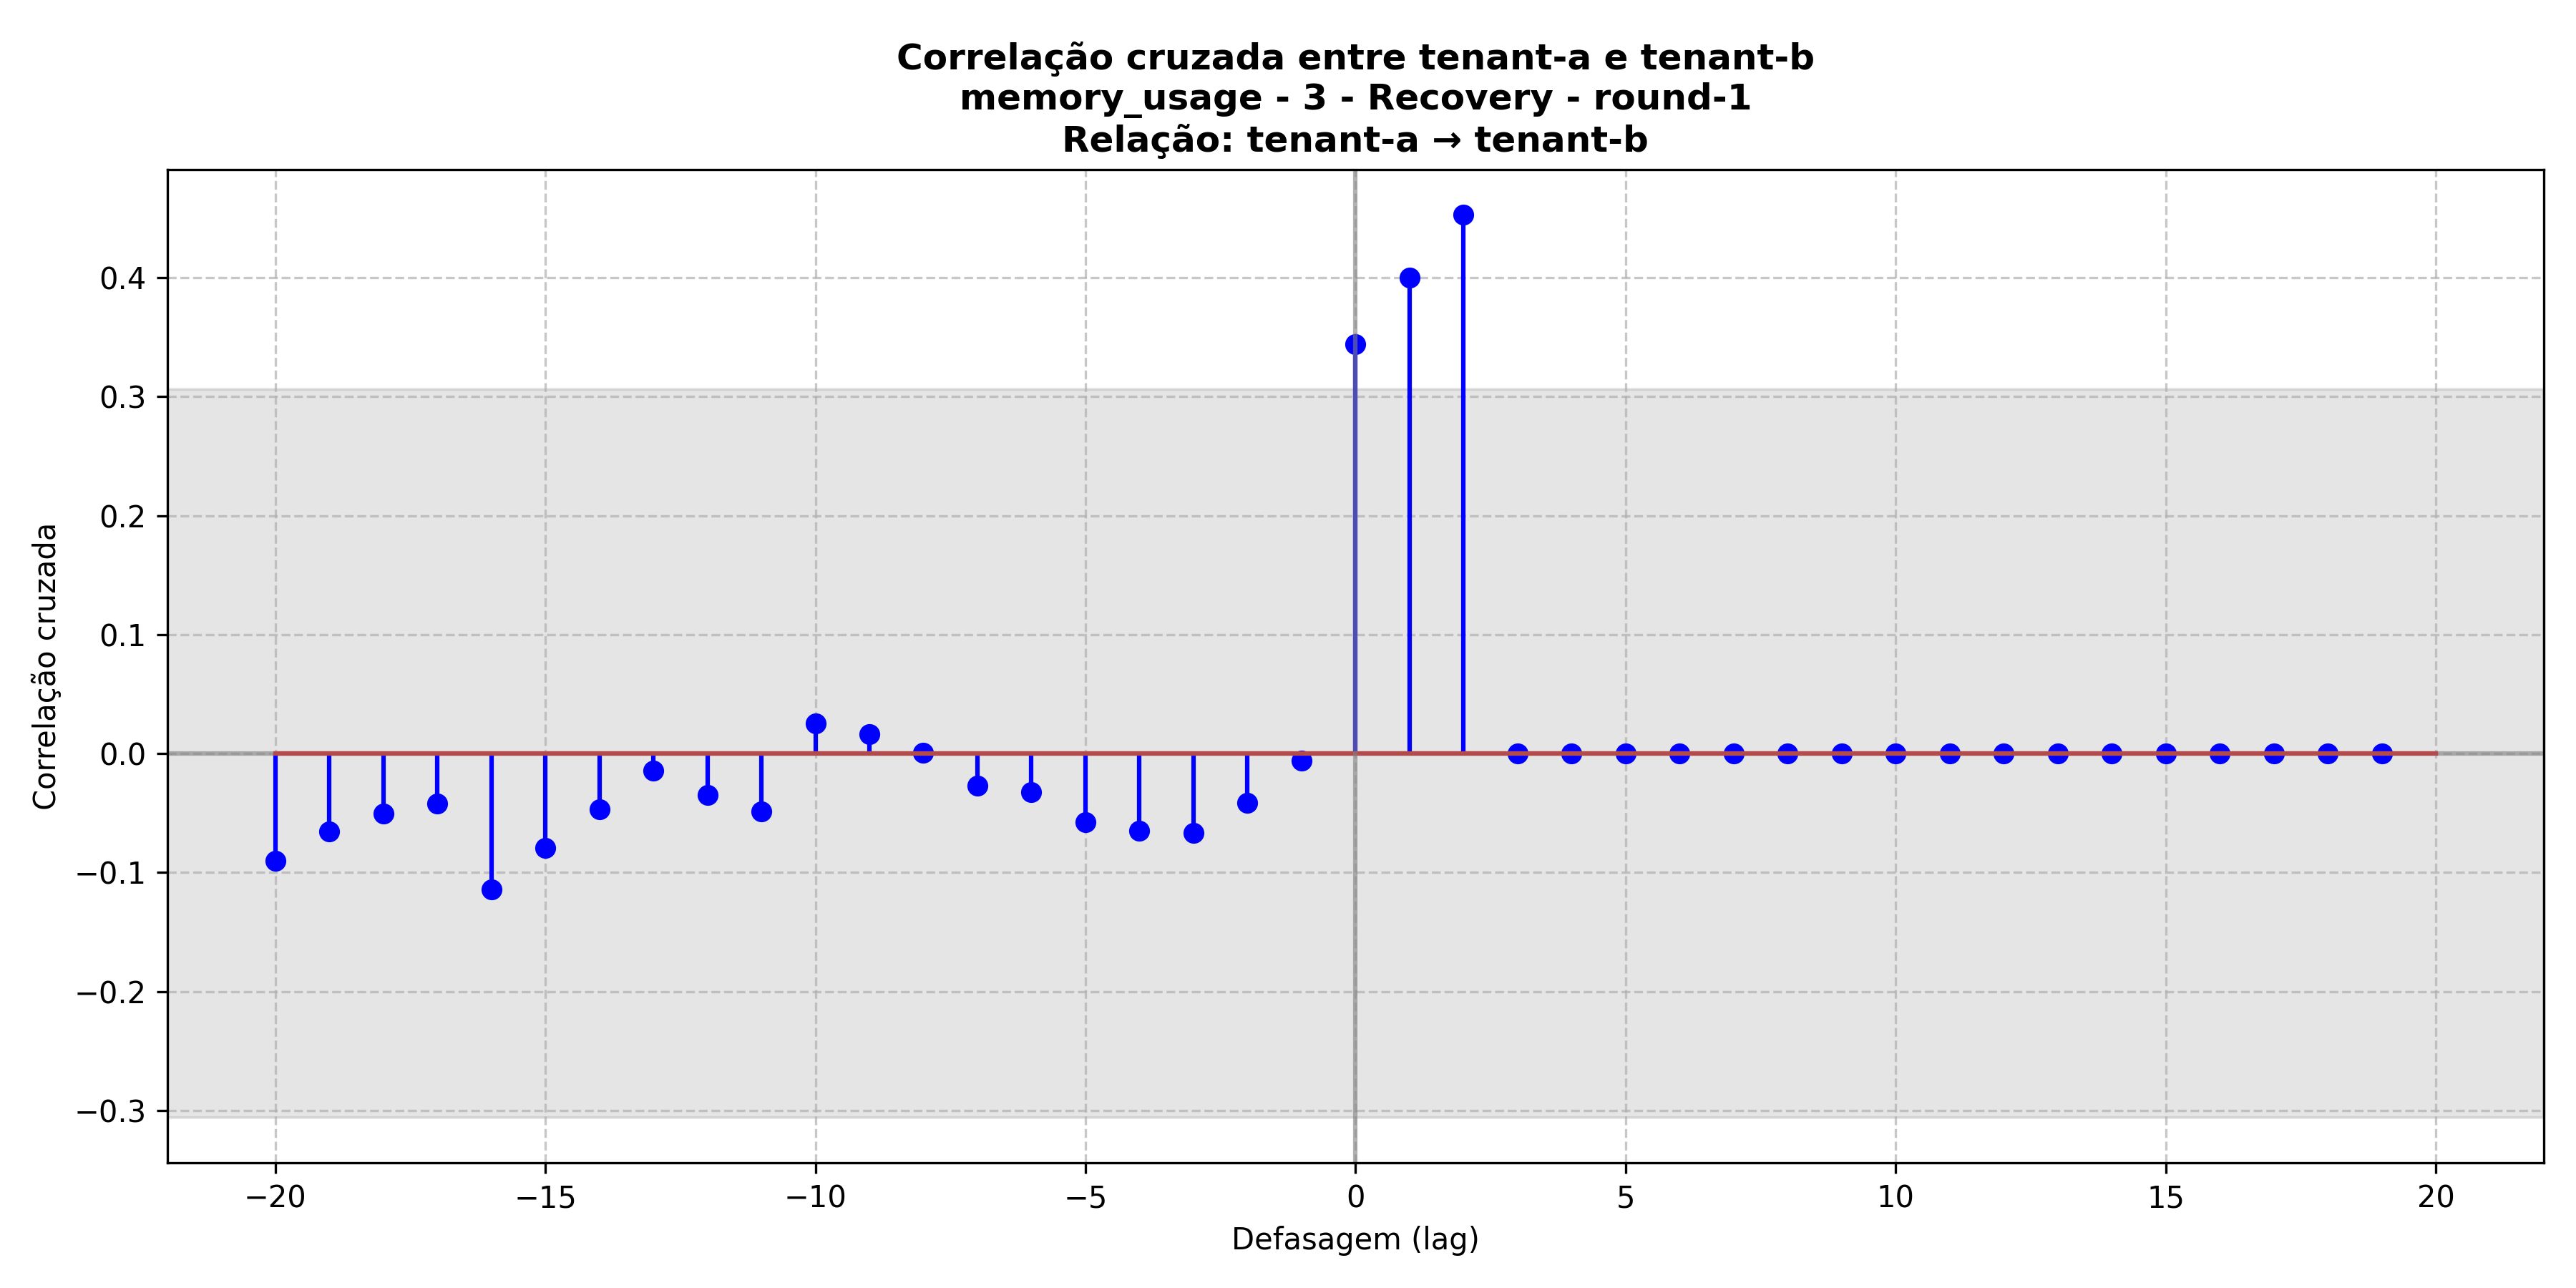 Correlação cruzada entre tenant-a e tenant-b
memory_usage - 3 - Recovery - round-1
Relação: tenant-a → tenant-b
Correlação cruzada
0.4
0.3
0.2
0.1
0.0
−0.1
−0.2
−0.3
−20 −15 −10 −5 0 5 10 15 20
Defasagem (lag)